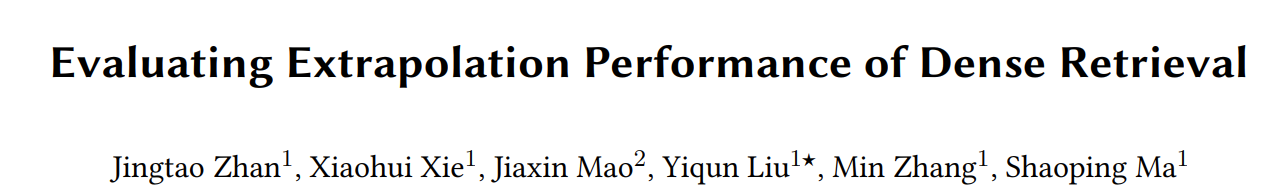 Evaluating Extrapolation Performance of Dense Retrieval
Jingtao Zhan¹, Xiaohui Xie¹, Jiaxin Mao², Yiqun Liu¹★, Min Zhang¹, Shaoping Ma¹